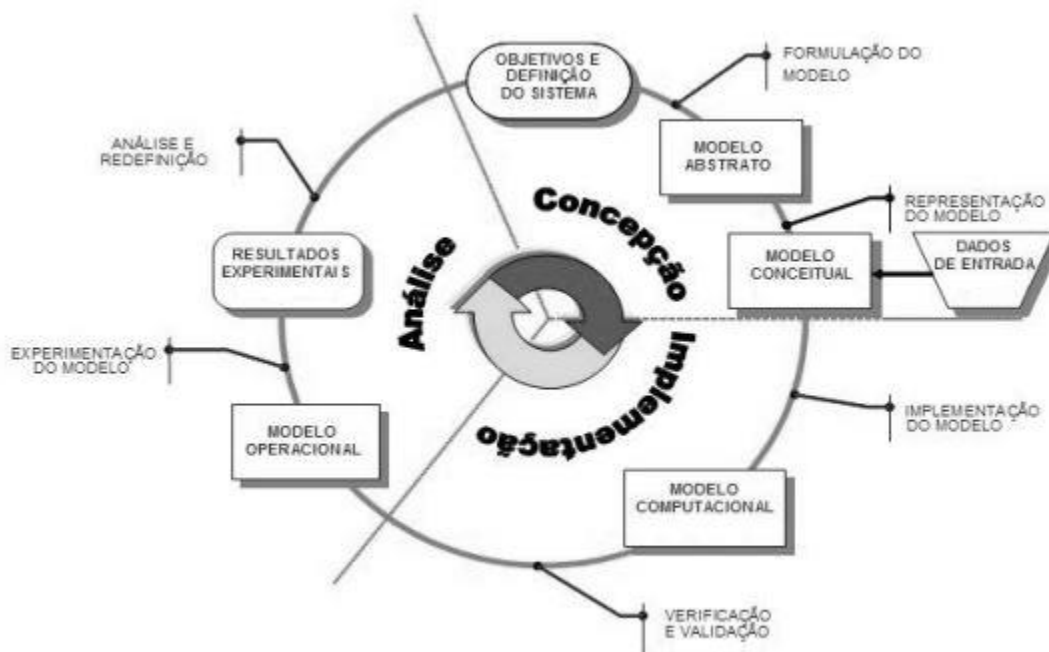 OBJETIVOS E
DEFINIÇÃO
DO SISTEMA
FORMULAÇÃO DO
MODELO
MODELO
ABSTRATO
REPRESENTAÇÃO
DO MODELO
MODELO
CONCEITUAL
DADOS
DE ENTRADA
IMPLEMENTAÇÃO
DO MODELO
MODELO
COMPUTACIONAL
VERIFICAÇÃO
E VALIDAÇÃO
MODELO
OPERACIONAL
EXPERIMENTAÇÃO
DO MODELO
RESULTADOS
EXPERIMENTAIS
ANÁLISE E
REDEFINIÇÃO
Concepção
Implementação
Análise